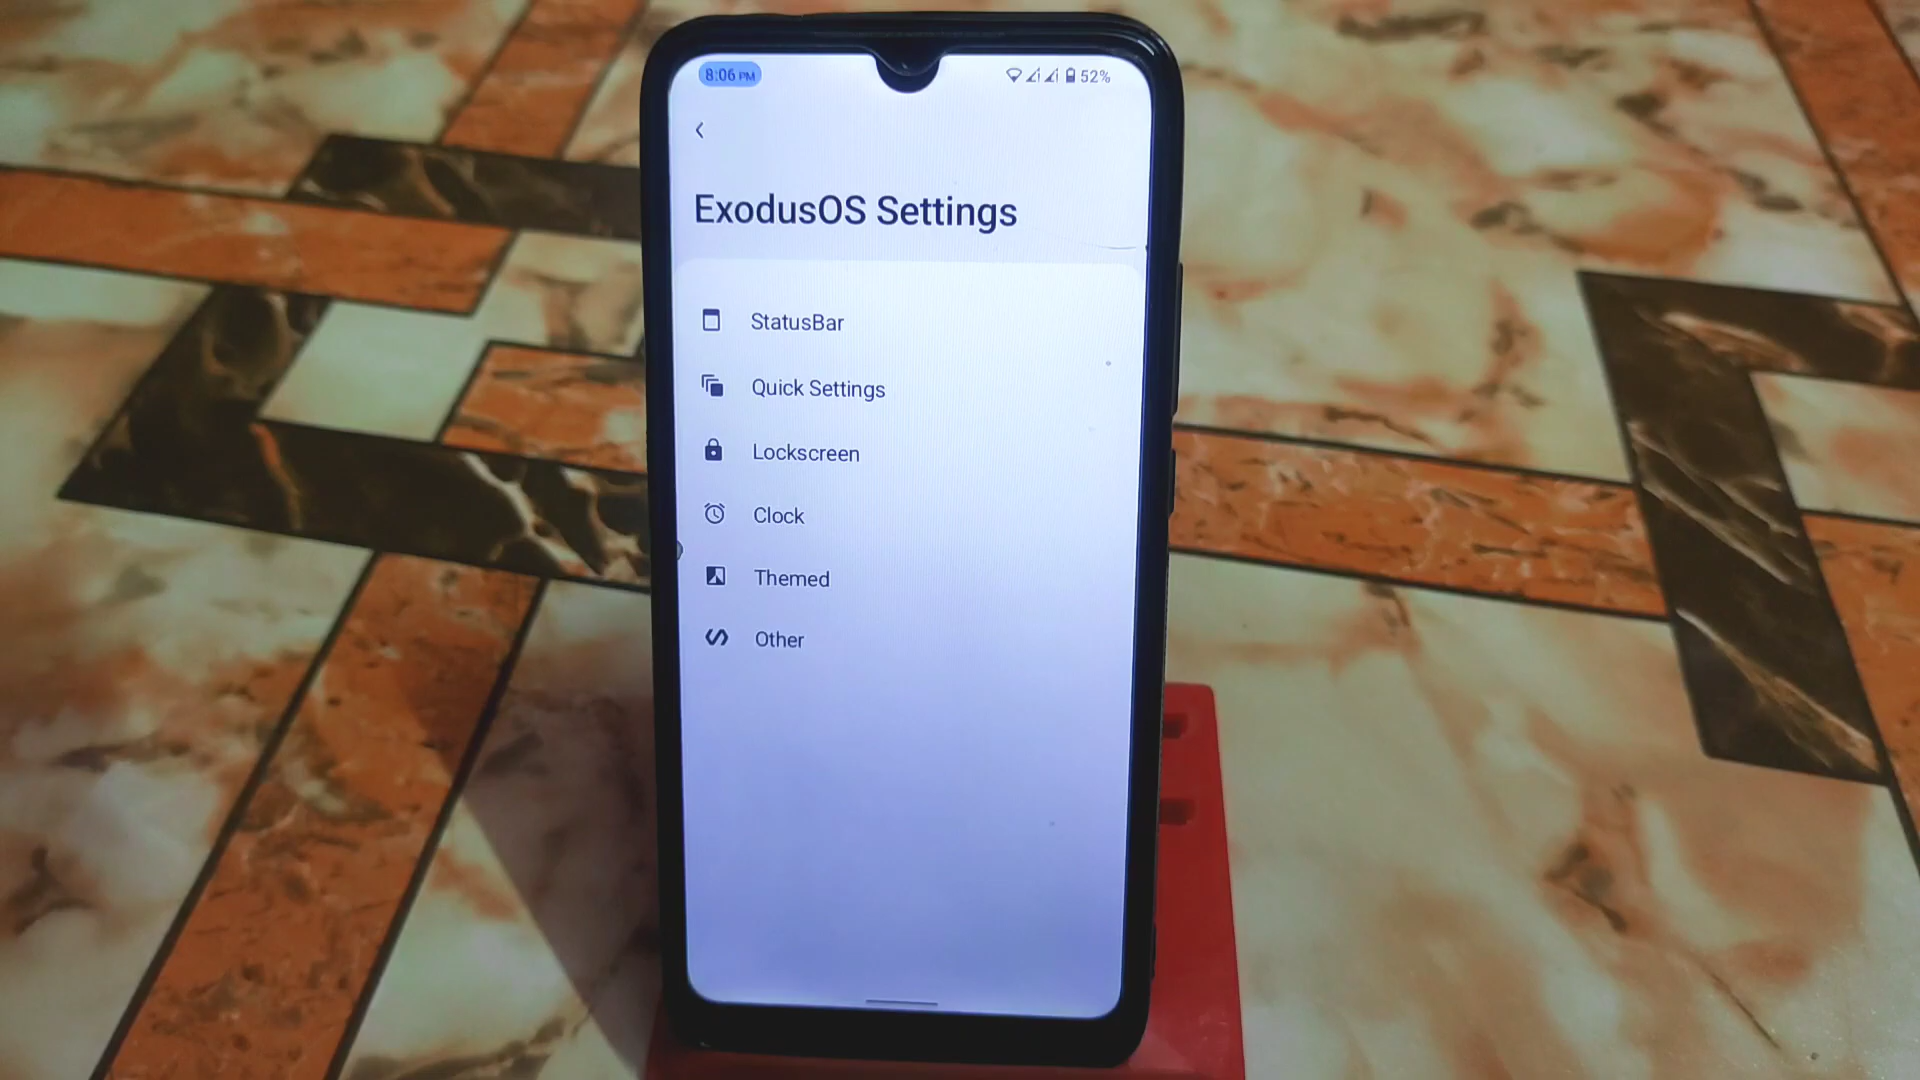 8:06 PM
52%
ExodusOS Settings
StatusBar
Quick Settings
Lockscreen
Clock
Themed
Other